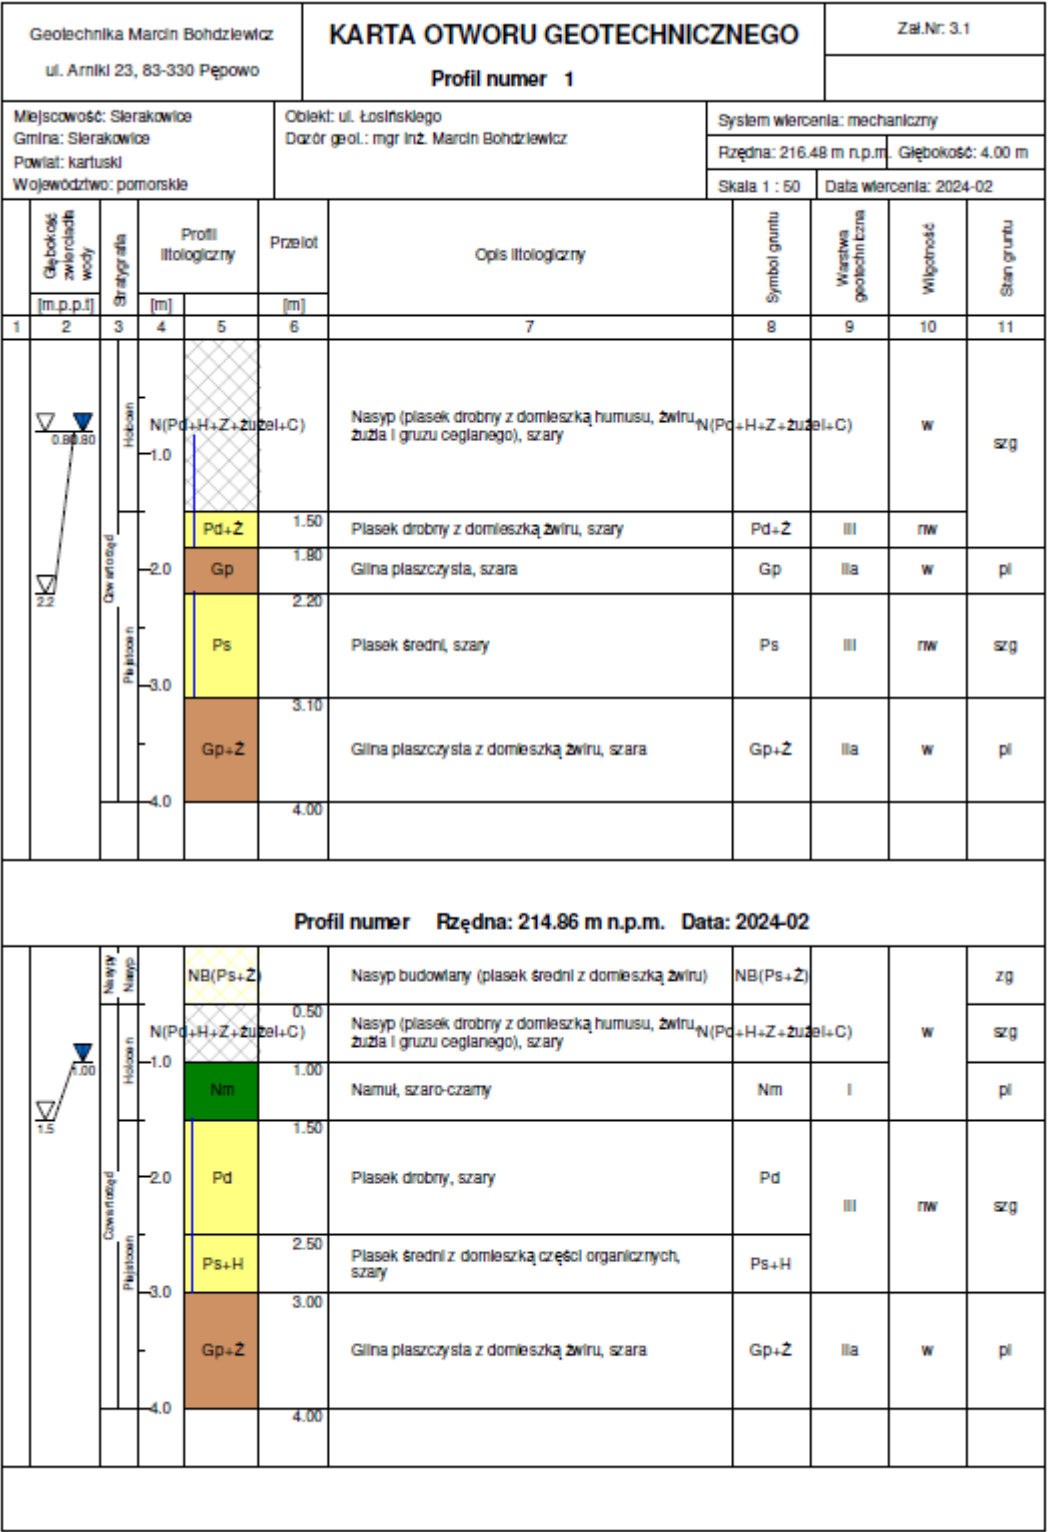 Geotechnika Marcin Bohdziewicz
ul. Arniki 23, 83-330 Pępowo
KARTA OTWORU GEOTECHNICZNEGO
Profil numer 1
Zał.Nr: 3.1
Miejscowość: Sierakowice
Gmina: Sierakowice
Powiat: kartuski
Województwo: pomorskie
Obiekt: ul. Łosińskiego
Dozór geol.: mgr inż. Marcin Bohdziewicz
System wiercenia: mechaniczny
Rzędna: 216.48 m n.p.m. Głębokość: 4.00 m
Skala 1 : 50 Data wiercenia: 2024-02
Głębokość
zwierciadła
wody
[m.p.p.t]
Stratygrafia
Profil
litologiczny
[m]
Przelot
[m]
Opis litologiczny
Symbol gruntu
Warstwa
geotechniczna
Wilgotność
Stan gruntu
1 2 3 4 5 6 7 8 9 10 11
Holocen
N(Pd+H+Z+żużel+C)
Nasyp (piasek drobny z domieszką humusu, żwiru,
żużla i gruzu ceglanego), szary
N(Pd+H+Z+żużel+C)
w
szg
0.80 0.80
1.0
1.50
Pd+Ż Piasek drobny z domieszką żwiru, szary Pd+Ż III nw
1.80
Czwartorzęd
2.0 Gp Glina piaszczysta, szara Gp IIa w pl
2.2
2.20
Plejstocen
Ps Piasek średni, szary Ps III nw szg
3.0
3.10
Gp+Ż Glina piaszczysta z domieszką żwiru, szara Gp+Ż IIa w pl
4.0
4.00
Profil numer Rzędna: 214.86 m n.p.m. Data: 2024-02
Nasypy
Nasyp
NB(Ps+Ż) Nasyp budowlany (piasek średni z domieszką żwiru) NB(Ps+Ż) zg
0.50
Holocen
N(Pd+H+Z+żużel+C)
Nasyp (piasek drobny z domieszką humusu, żwiru,
żużla i gruzu ceglanego), szary
N(Pd+H+Z+żużel+C)
w
szg
1.00
1.0
1.00
Nm Namuł, szaro-czarny Nm I pl
1.5
1.50
Czwartorzęd
Plejstocen
2.0 Pd Piasek drobny, szary Pd
III nw szg
2.50
Ps+H
Piasek średni z domieszką części organicznych,
szary
Ps+H
3.0
3.00
Gp+Ż Glina piaszczysta z domieszką żwiru, szara Gp+Ż IIa w pl
4.0
4.00